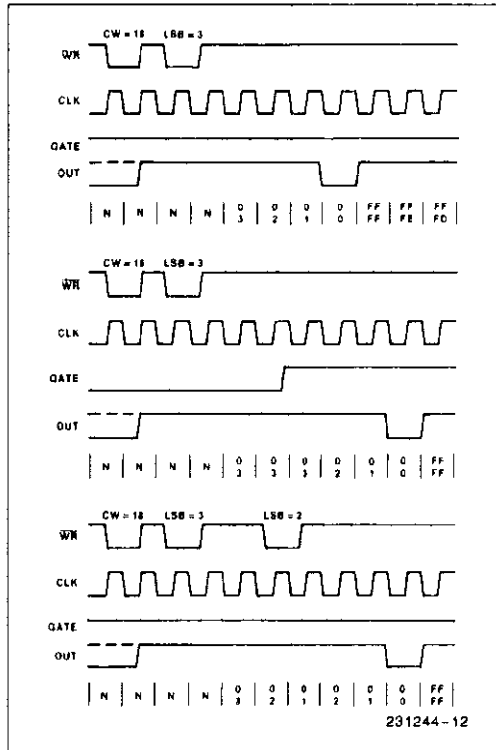 CW = 18 LSB = 3
WR
CLK
GATE
OUT
N N N N 0 0 0 0 FF FF FF
3 2 1 0 FF FE FD
CW = 18 LSB = 3
WR
CLK
GATE
OUT
N N N N 0 0 0 0 0 0 FF
3 3 3 2 1 0 FF
CW = 18 LSB = 3 LSB = 2
WR
CLK
GATE
OUT
N N N N 0 0 0 0 0 0 FF
3 2 1 2 1 0 FF
231244-12